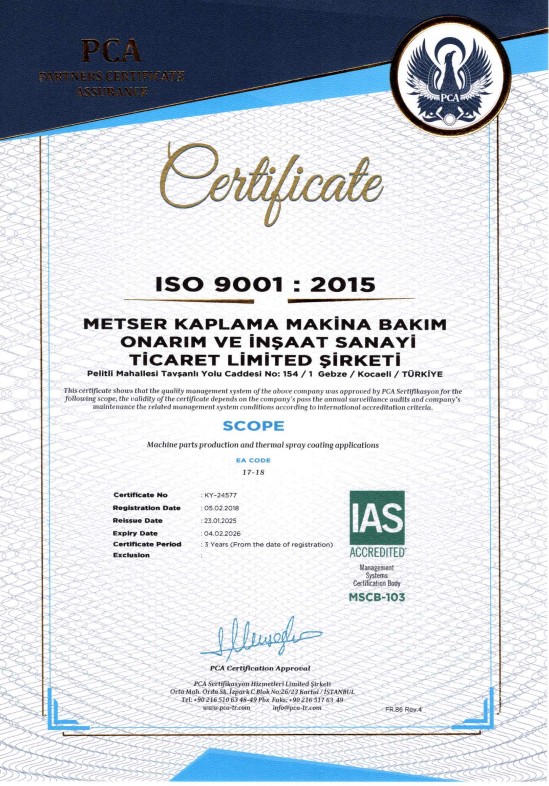 PCA
PARTNERS CERTIFICATE
ASSURANCE
PCA
Certificate
ISO 9001 : 2015
METSER KAPLAMA MAKİNA BAKIM
ONARIM VE İNŞAAT SANAYİ
TİCARET LİMİTED ŞİRKETİ
Pelitli Mahallesi Tavşanlı Yolu Caddesi No: 154 / 1 Gebze / Kocaeli / TÜRKİYE
This certificate shows that the quality management system of the above company was approved by PCA Sertifikasyon for the
following scope, the validity of the certificate depends on the company's pass the annual surveillance audits and company's
maintenance the related management system conditions according to international accreditation criteria.
SCOPE
Machine parts production and thermal spray coating applications
EA CODE
17-18
Certificate No : KY-24577
Registration Date : 05.02.2018
Reissue Date : 23.01.2025
Expiry Date : 04.02.2026
Certificate Period : 3 Years (From the date of registration)
Exclusion :
IAS
ACCREDITED
Management
Systems
Certification Body
MSCB-103
PCA Certification Approval
PCA Sertifikasyon Hizmetleri Limited Şirketi
Orta Mah. Ordu Sk. İzpark C Blok No:26/23 Kartal / İSTANBUL
Tel: +90 216 510 63 48-49 Pbx Faks: +90 216 517 63 49
www.pca-tr.com info@pca-tr.com
FR.86 Rev.4